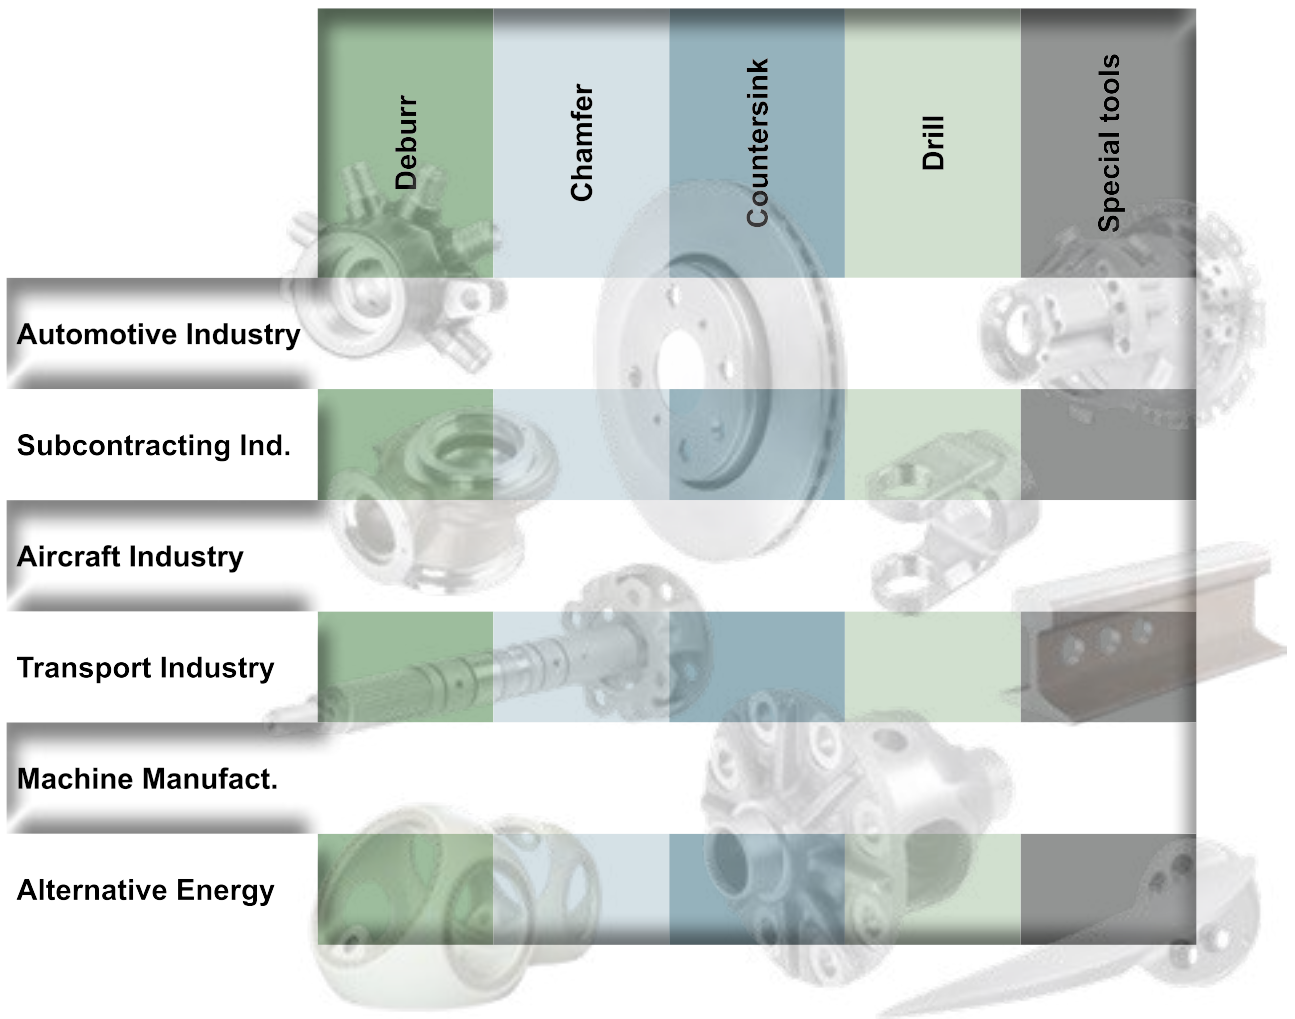 Deburr
Chamfer
Countersink
Drill
Special tools
Automotive Industry
Subcontracting Ind.
Aircraft Industry
Transport Industry
Machine Manufact.
Alternative Energy